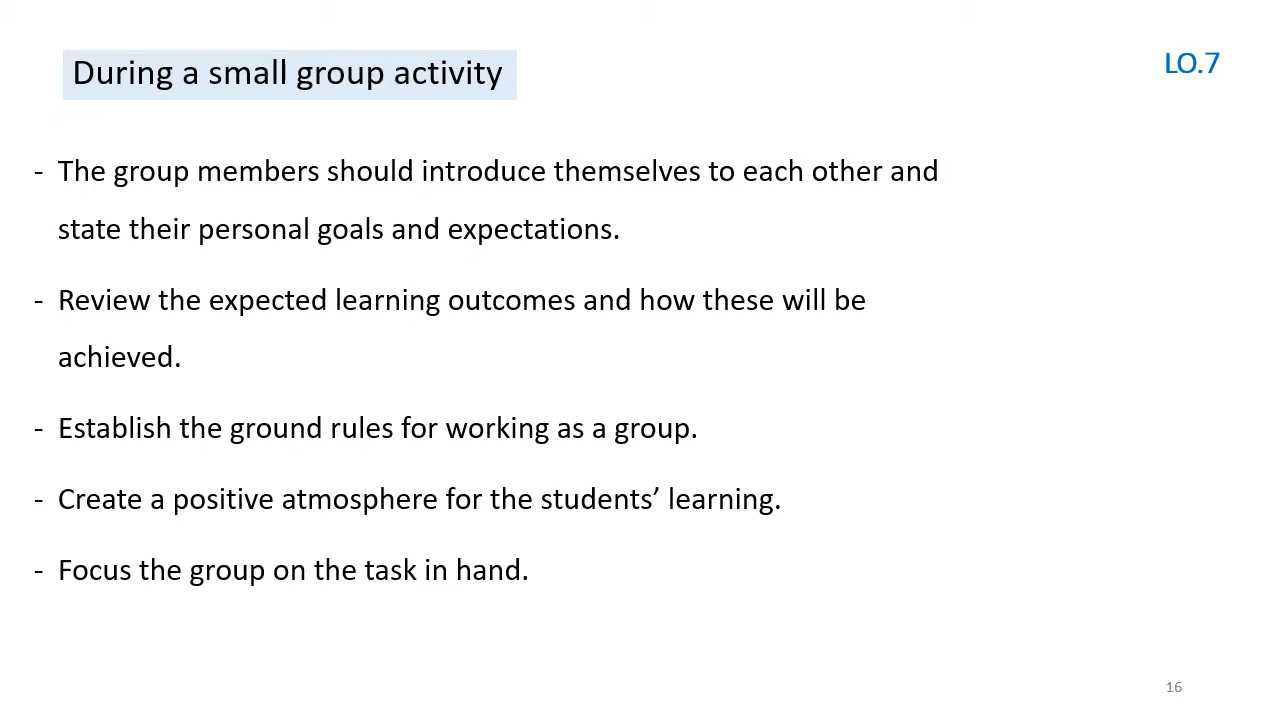 During a small group activity
LO.7
- The group members should introduce themselves to each other and
state their personal goals and expectations.
- Review the expected learning outcomes and how these will be
achieved.
- Establish the ground rules for working as a group.
- Create a positive atmosphere for the students’ learning.
- Focus the group on the task in hand.
16